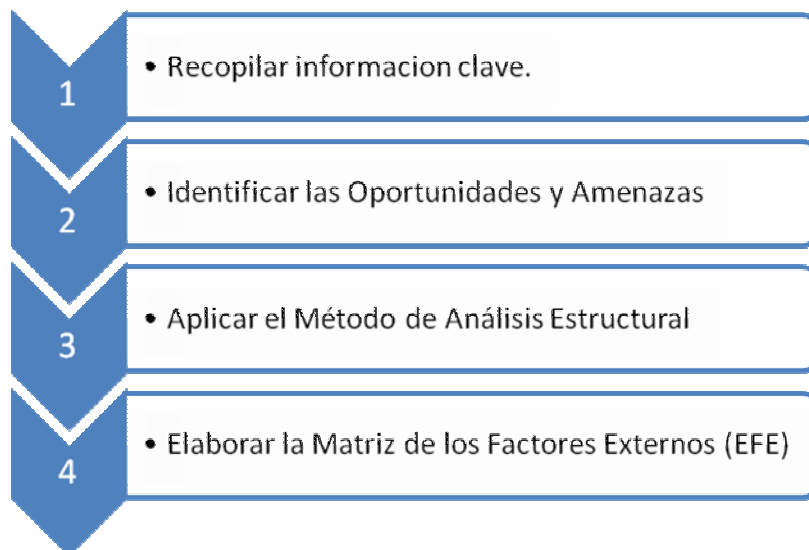 1
• Recopilar informacion clave.
2
• Identificar las Oportunidades y Amenazas
3
• Aplicar el Método de Análisis Estructural
4
• Elaborar la Matriz de los Factores Externos (EFE)